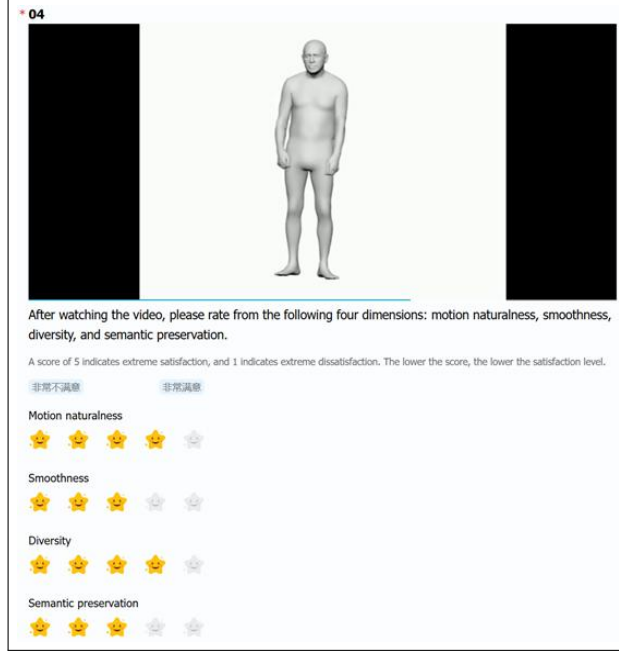 * 04
After watching the video, please rate from the following four dimensions: motion naturalness, smoothness,
diversity, and semantic preservation.
A score of 5 indicates extreme satisfaction, and 1 indicates extreme dissatisfaction. The lower the score, the lower the satisfaction level.
非常不满意 非常满意
Motion naturalness
Smoothness
Diversity
Semantic preservation